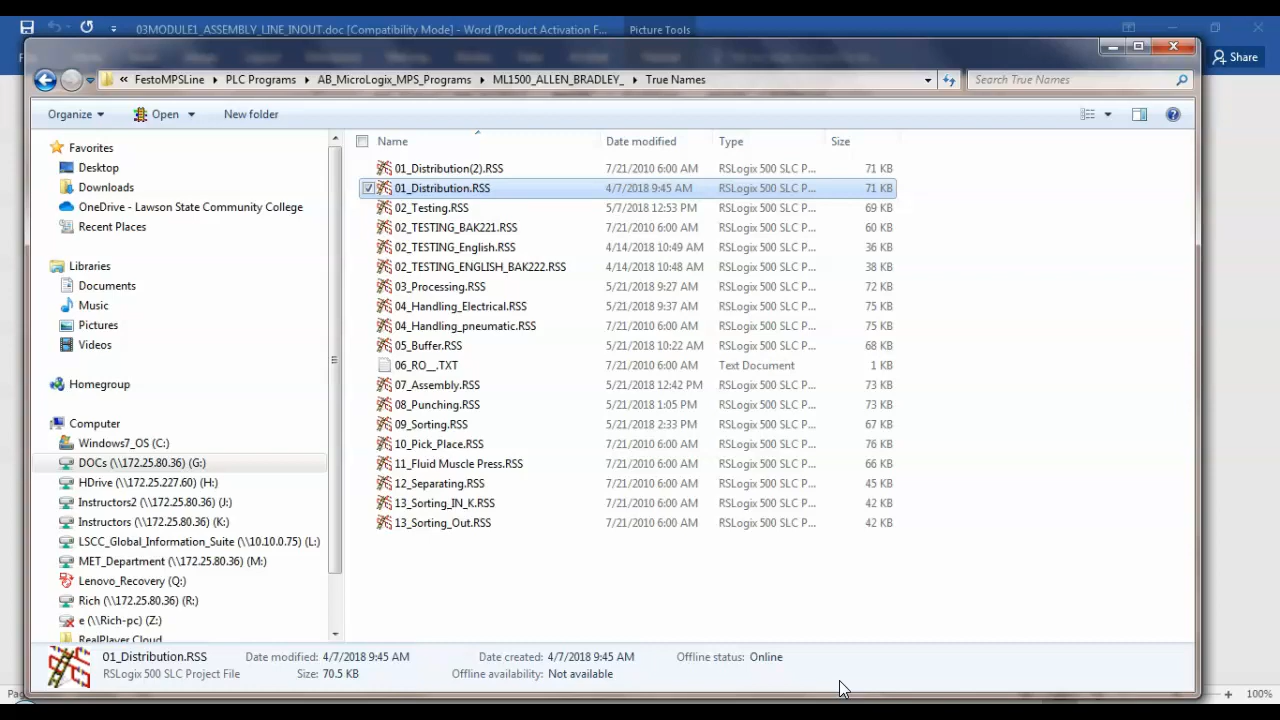 03MODULE1_ASSEMBLY_LINE_INOUT.doc [Compatibility Mode] - Word (Product Activation F...
Picture Tools
Share
« FestoMPSLine PLC Programs AB_MicroLogix_MPS_Programs ML1500_ALLEN_BRADLEY_ True Names
Search True Names
Organize Open New folder
Name Date modified Type Size
Favorites
Desktop
Downloads
OneDrive - Lawson State Community College
Recent Places
Libraries
Documents
Music
Pictures
Videos
Homegroup
Computer
Windows7_OS (C:)
DOCs (\\172.25.80.36) (G:)
HDrive (\\172.25.227.60) (H:)
Instructors2 (\\172.25.80.36) (J:)
Instructors (\\172.25.80.36) (K:)
LSCC_Global_Information_Suite (\\10.10.0.75) (L:)
MET_Department (\\172.25.80.36) (M:)
Lenovo_Recovery (Q:)
Rich (\\172.25.80.36) (R:)
e (\\Rich-pc) (Z:)
RealPlayer Cloud
01_Distribution(2).RSS 7/21/2010 6:00 AM RSLogix 500 SLC P... 71 KB
01_Distribution.RSS 4/7/2018 9:45 AM RSLogix 500 SLC P... 71 KB
02_Testing.RSS 5/7/2018 12:53 PM RSLogix 500 SLC P... 69 KB
02_TESTING_BAK221.RSS 7/21/2010 6:00 AM RSLogix 500 SLC P... 60 KB
02_TESTING_English.RSS 4/14/2018 10:49 AM RSLogix 500 SLC P... 36 KB
02_TESTING_ENGLISH_BAK222.RSS 4/14/2018 10:48 AM RSLogix 500 SLC P... 38 KB
03_Processing.RSS 5/21/2018 9:27 AM RSLogix 500 SLC P... 72 KB
04_Handling_Electrical.RSS 5/21/2018 9:37 AM RSLogix 500 SLC P... 75 KB
04_Handling_pneumatic.RSS 7/21/2010 6:00 AM RSLogix 500 SLC P... 75 KB
05_Buffer.RSS 5/21/2018 10:22 AM RSLogix 500 SLC P... 68 KB
06_RO__.TXT 7/21/2010 6:00 AM Text Document 1 KB
07_Assembly.RSS 5/21/2018 12:42 PM RSLogix 500 SLC P... 73 KB
08_Punching.RSS 5/21/2018 1:05 PM RSLogix 500 SLC P... 73 KB
09_Sorting.RSS 5/21/2018 2:33 PM RSLogix 500 SLC P... 67 KB
10_Pick_Place.RSS 7/21/2010 6:00 AM RSLogix 500 SLC P... 76 KB
11_Fluid Muscle Press.RSS 7/21/2010 6:00 AM RSLogix 500 SLC P... 66 KB
12_Separating.RSS 7/21/2010 6:00 AM RSLogix 500 SLC P... 45 KB
13_Sorting_IN_K.RSS 7/21/2010 6:00 AM RSLogix 500 SLC P... 42 KB
13_Sorting_Out.RSS 7/21/2010 6:00 AM RSLogix 500 SLC P... 42 KB
01_Distribution.RSS Date modified: 4/7/2018 9:45 AM Date created: 4/7/2018 9:45 AM Offline status: Online
RSLogix 500 SLC Project File Size: 70.5 KB Offline availability: Not available
100%